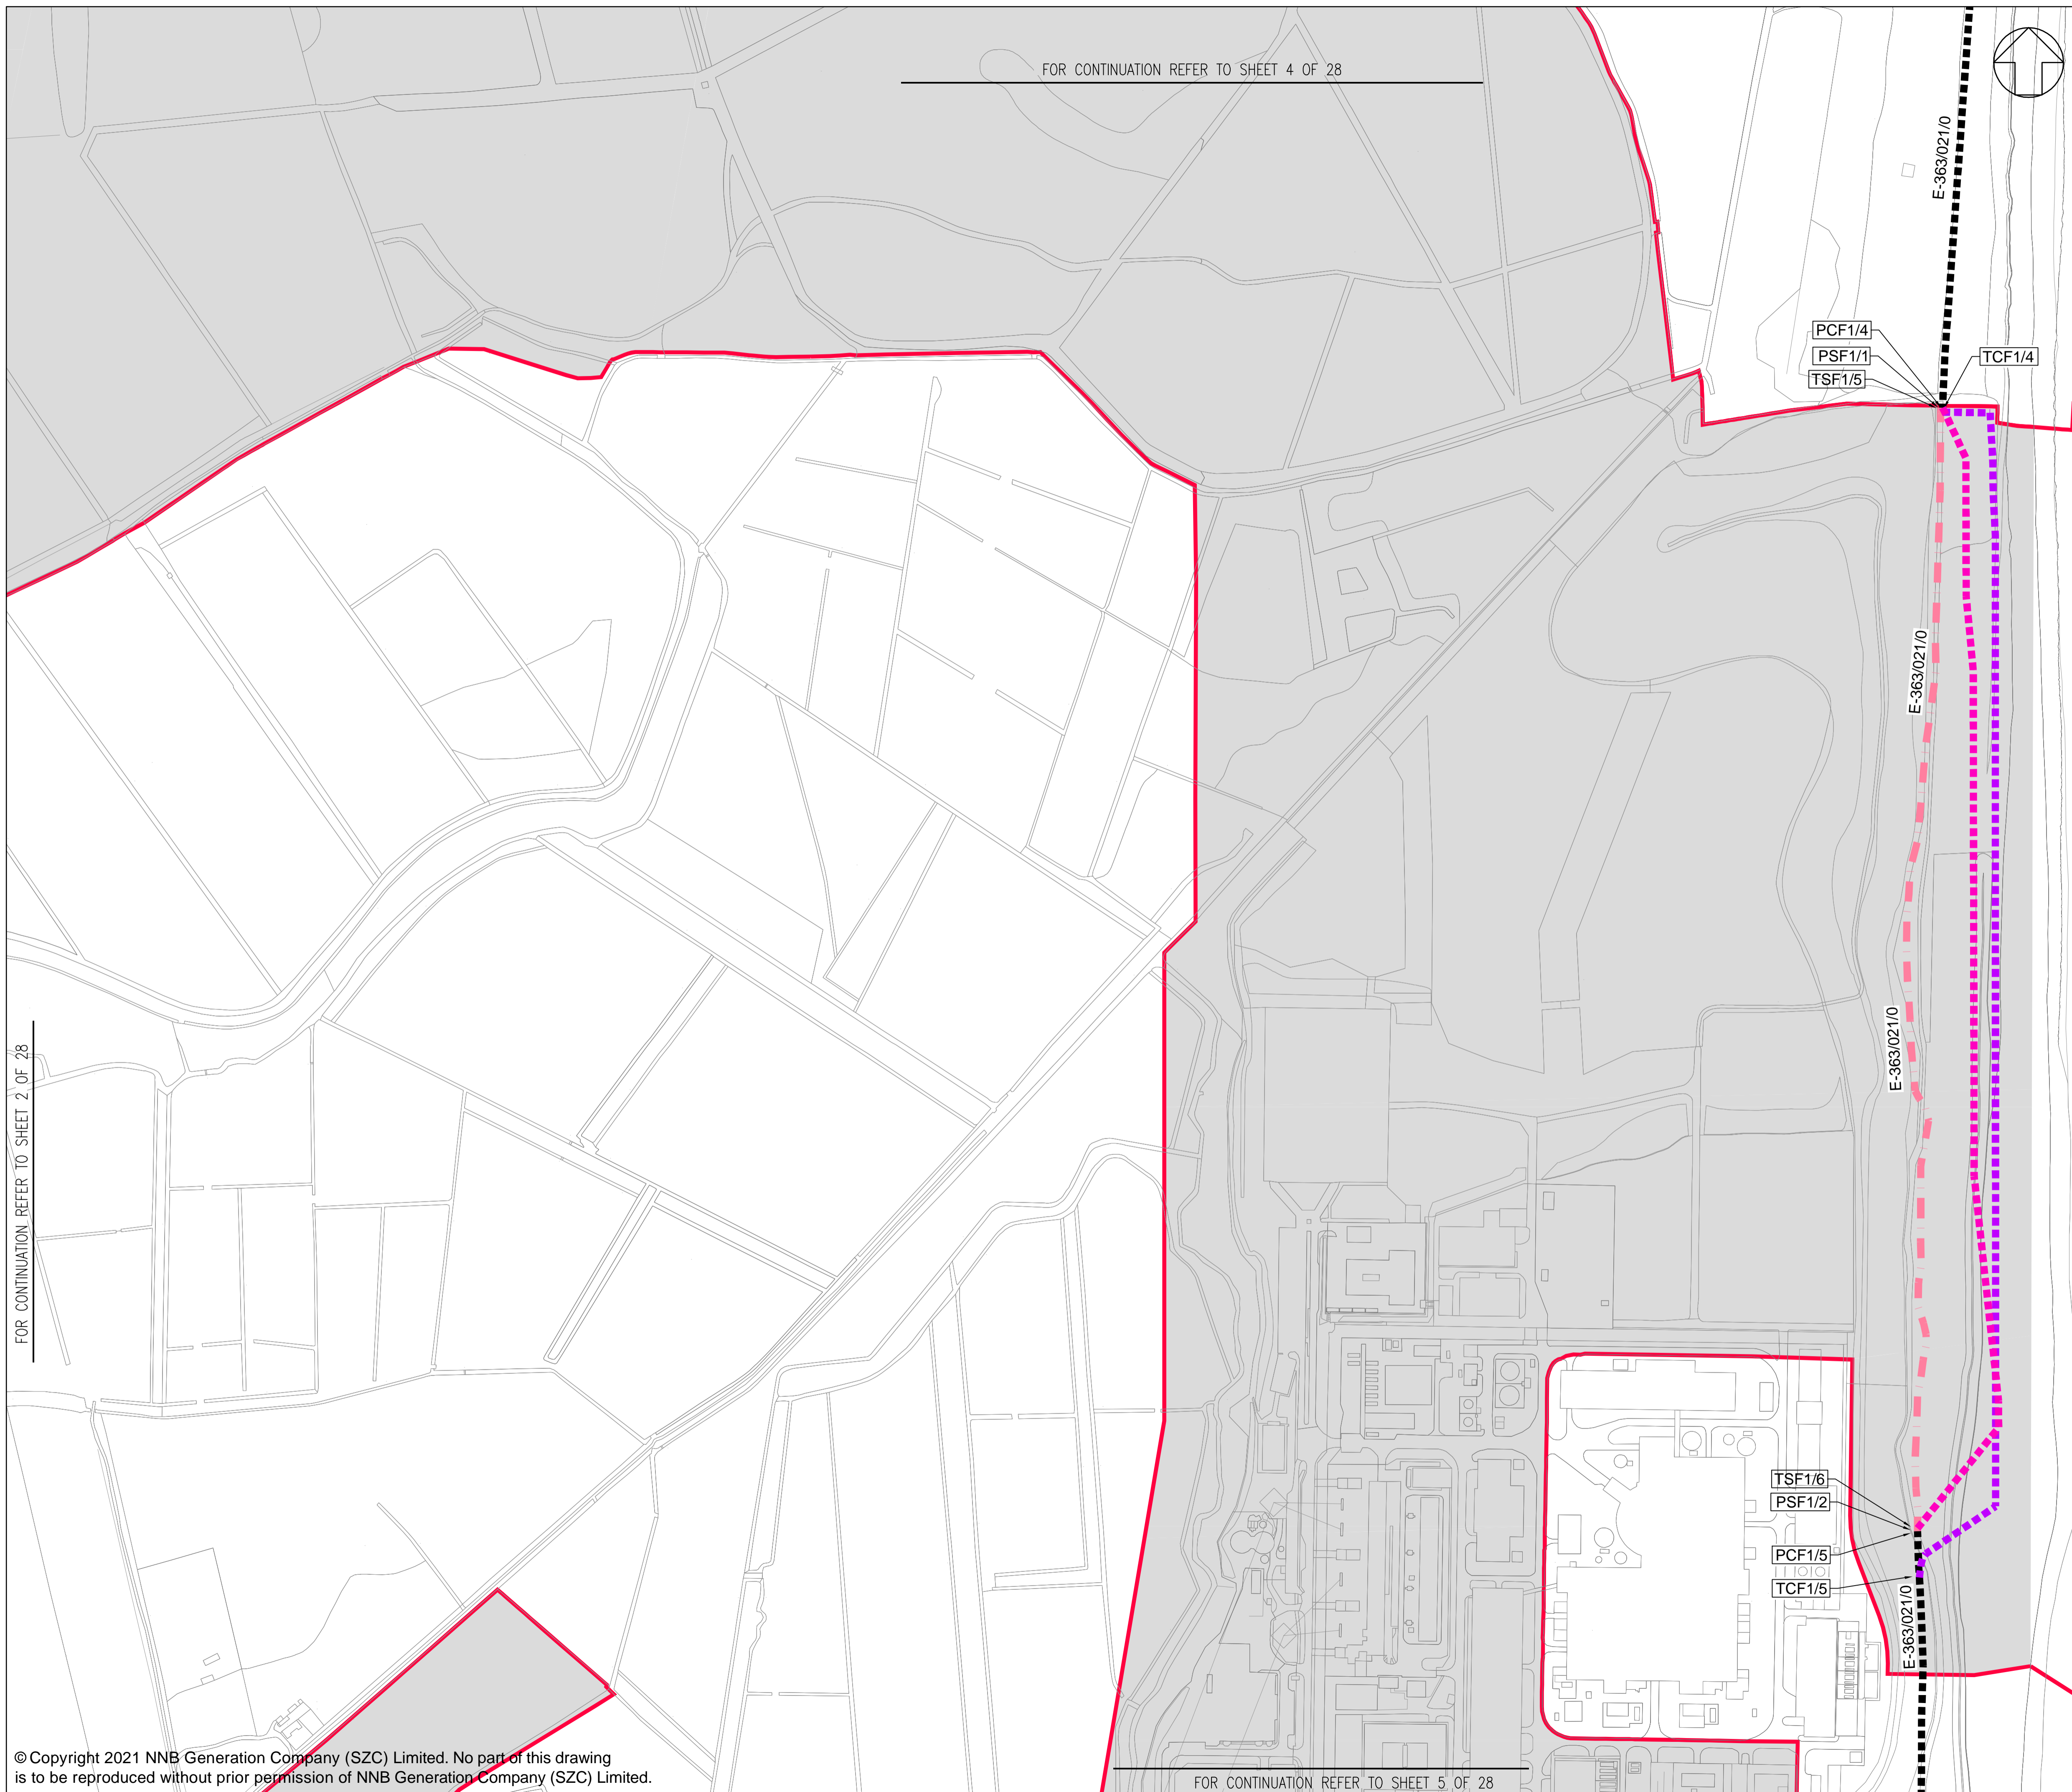 FOR CONTINUATION REFER TO SHEET 4 OF 28
E-363/021/0
PCF1/4
PSF1/1
TCF1/4
TSF1/5
E-363/021/0
E-363/021/0
FOR CONTINUATION REFER TO SHEET 2 OF 28
TSF1/6
PSF1/2
PCF1/5
TCF1/5
E-363/021/0
© Copyright 2021 NNB Generation Company (SZC) Limited. No part of this drawing
is to be reproduced without prior permission of NNB Generation Company (SZC) Limited.
FOR CONTINUATION REFER TO SHEET 5 OF 28